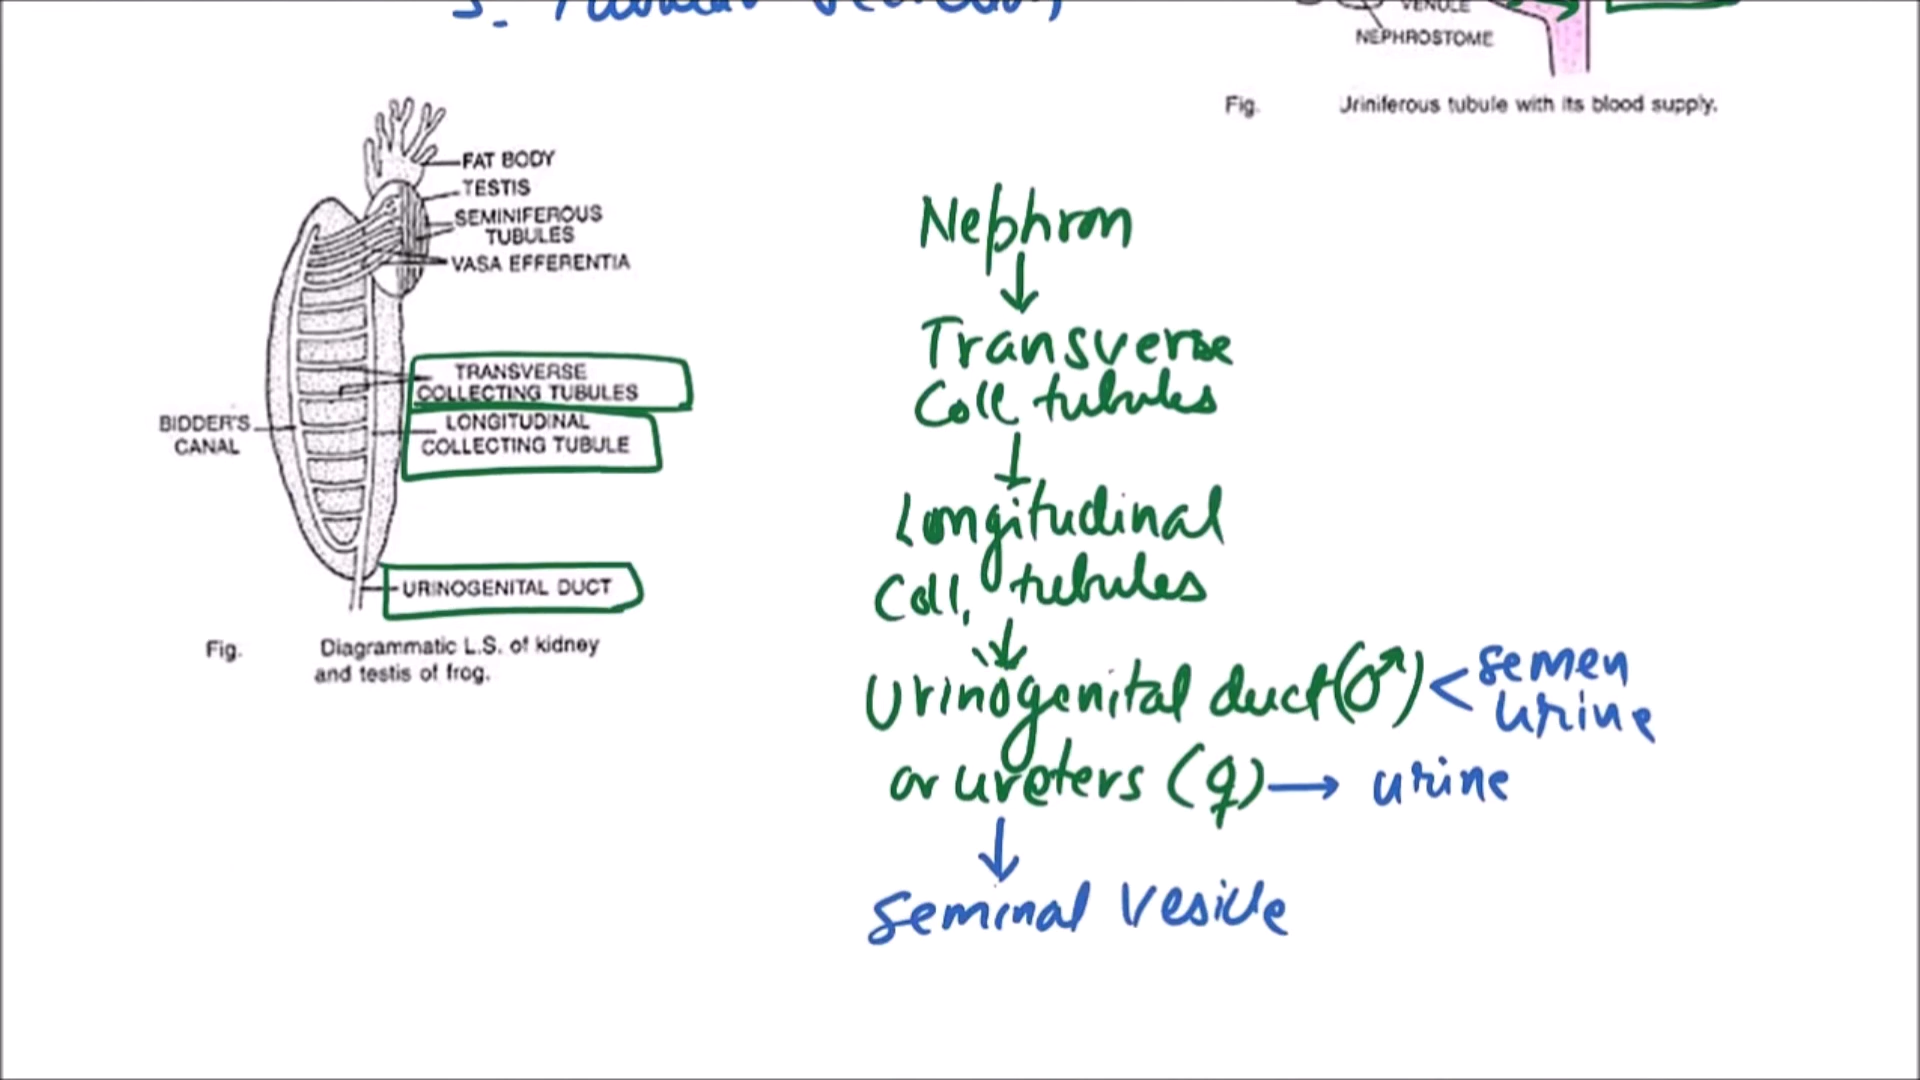 VENULE
NEPHROSTOME
Fig. Uriniferous tubule with its blood supply.
FAT BODY
TESTIS
SEMINIFEROUS
TUBULES
VASA EFFERENTIA
TRANSVERSE
COLLECTING TUBULES
LONGITUDINAL
COLLECTING TUBULE
BIDDER'S
CANAL
URINOGENITAL DUCT
Fig. Diagrammatic L.S. of kidney
and testis of frog.
Nephron
↓
Transverse
Coll tubules
↓
Longitudinal
Coll. tubules
↓
Urinogenital duct (♂) < semen
urine
or ureters (♀) → urine
↓
Seminal Vesicle